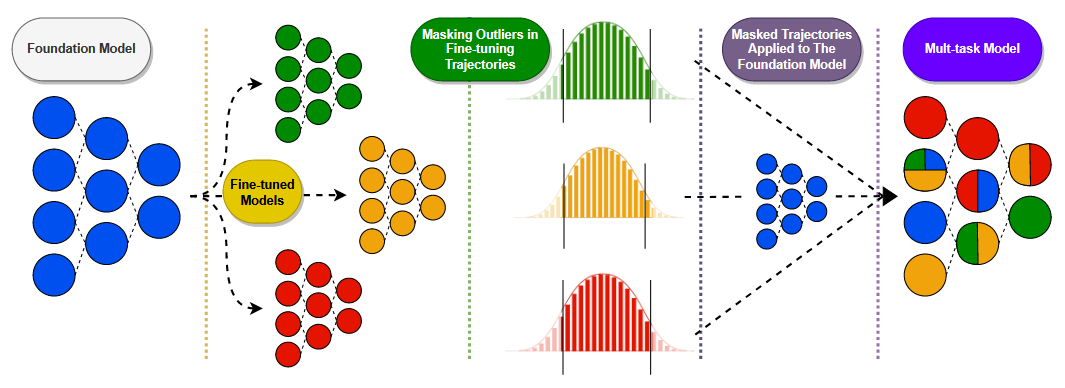 Foundation Model
Fine-tuned
Models
Masking Outliers in
Fine-tuning
Trajectories
Masked Trajectories
Applied to The
Foundation Model
Mult-task Model